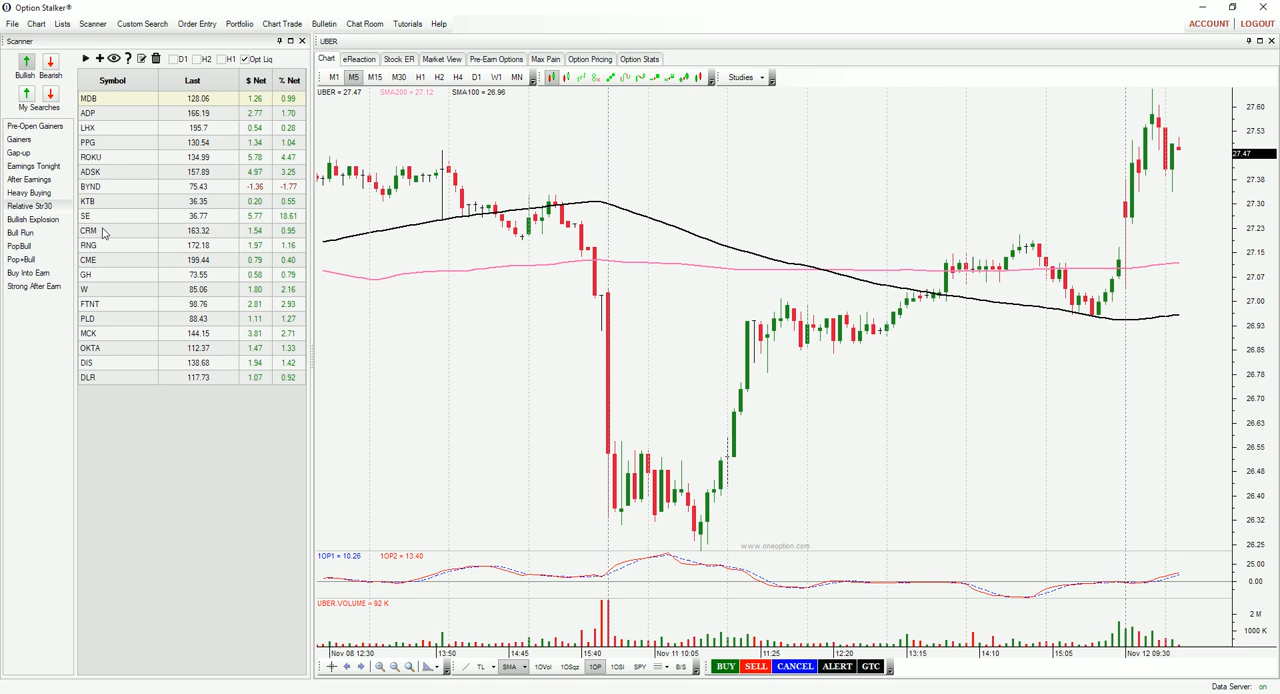 Option Stalker®
File Chart Lists Scanner Custom Search Order Entry Portfolio Chart Trade Bulletin Chat Room Tutorials Help
ACCOUNT LOGOUT
Scanner
UBER
Bullish Bearish
My Searches
D1 H2 H1 Opt Liq
Pre-Open Gainers
Gainers
Gap-up
Earnings Tonight
After Earnings
Heavy Buying
Relative Str30
Bullish Explosion
Bull Run
PopBull
Pop+Bull
Buy Into Earn
Strong After Earn
Symbol Last $ Net % Net
MDB 128.06 1.26 0.99
ADP 166.19 2.77 1.70
LHX 195.7 0.54 0.28
PPG 130.54 1.34 1.04
ROKU 134.99 5.78 4.47
ADSK 157.89 4.97 3.25
BYND 75.43 -1.36 -1.77
KTB 36.35 0.20 0.55
SE 36.77 5.77 18.61
CRM 163.32 1.54 0.95
RNG 172.18 1.97 1.16
CME 199.44 0.79 0.40
GH 73.55 0.58 0.79
W 85.06 1.80 2.16
FTNT 98.76 2.81 2.93
PLD 88.43 1.11 1.27
MCK 144.15 3.81 2.71
OKTA 112.37 1.47 1.33
DIS 138.68 1.94 1.42
DLR 117.73 1.07 0.92
Chart eReaction Stock ER Market View Pre-Earn Options Max Pain Option Pricing Option Stats
M1 M5 M15 M30 H1 H2 H4 D1 W1 MN Studies
UBER = 27.47 SMA200 = 27.12 SMA100 = 26.96
27.60
27.53
27.47
27.38
27.30
27.23
27.15
27.07
27.00
26.93
26.85
26.78
26.70
26.63
26.55
26.48
26.40
26.32
26.25
www.oneoption.com
1OP1 = 10.26 1OP2 = 13.40
25.00
0.00
UBER.VOLUME = 92 K
2 M
1000 K
Nov 08 12:30 13:50 14:45 15:40 Nov 11 10:05 11:25 12:20 13:15 14:10 15:05 Nov 12 09:30
TL SMA 1OVol 1OSqz 1OP 1OSI SPY B/S BUY SELL CANCEL ALERT GTC
Data Server: on